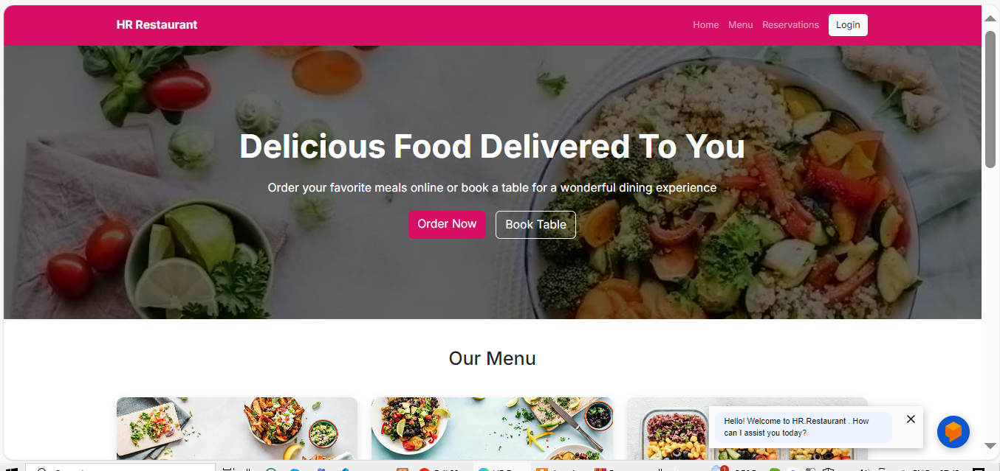 HR Restaurant
Home Menu Reservations Login
Delicious Food Delivered To You
Order your favorite meals online or book a table for a wonderful dining experience
Order Now Book Table
Our Menu
Hello! Welcome to HR.Restaurant . How
can I assist you today?